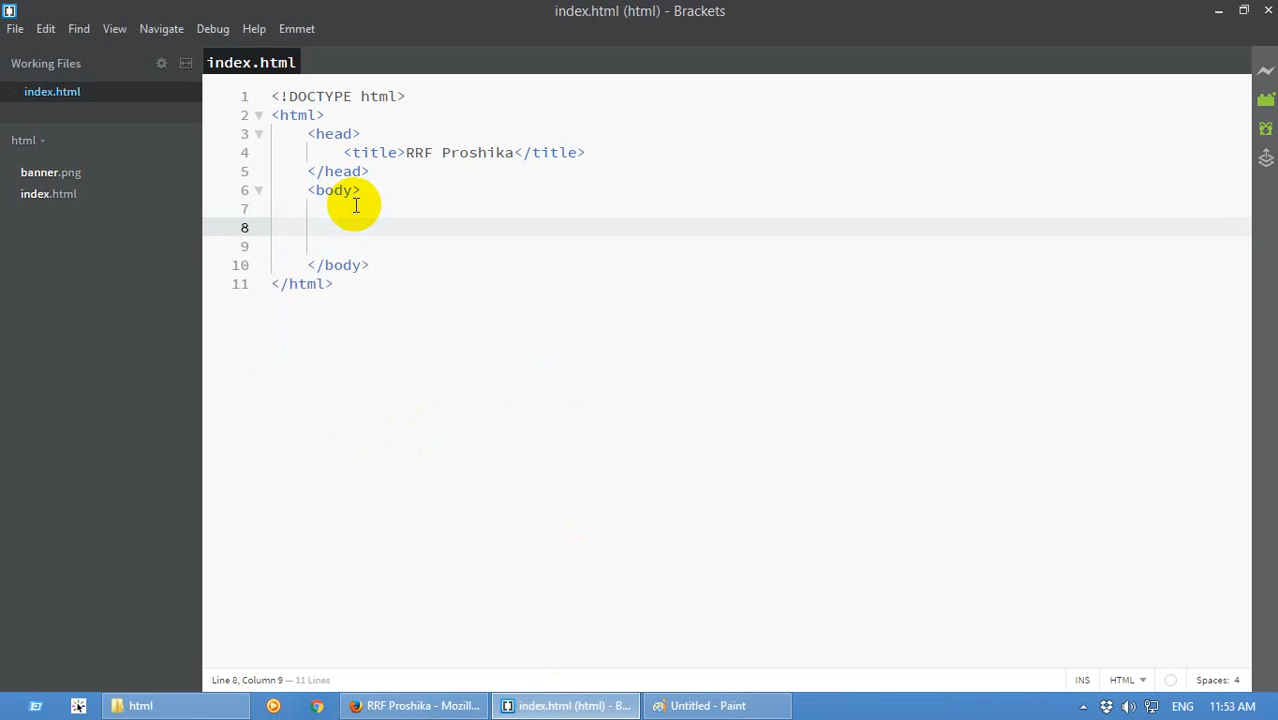 index.html (html) - Brackets
File Edit Find View Navigate Debug Help Emmet
Working Files
index.html
index.html
html
banner.png
index.html
1 <!DOCTYPE html>
2 <html>
3 <head>
4 <title>RRF Proshika</title>
5 </head>
6 <body>
7
8
9
10 </body>
11 </html>
Line 8, Column 9 — 11 Lines
INS HTML Spaces: 4
html
RRF Proshika - Mozill...
index.html (html) - B...
Untitled - Paint
ENG
11:53 AM